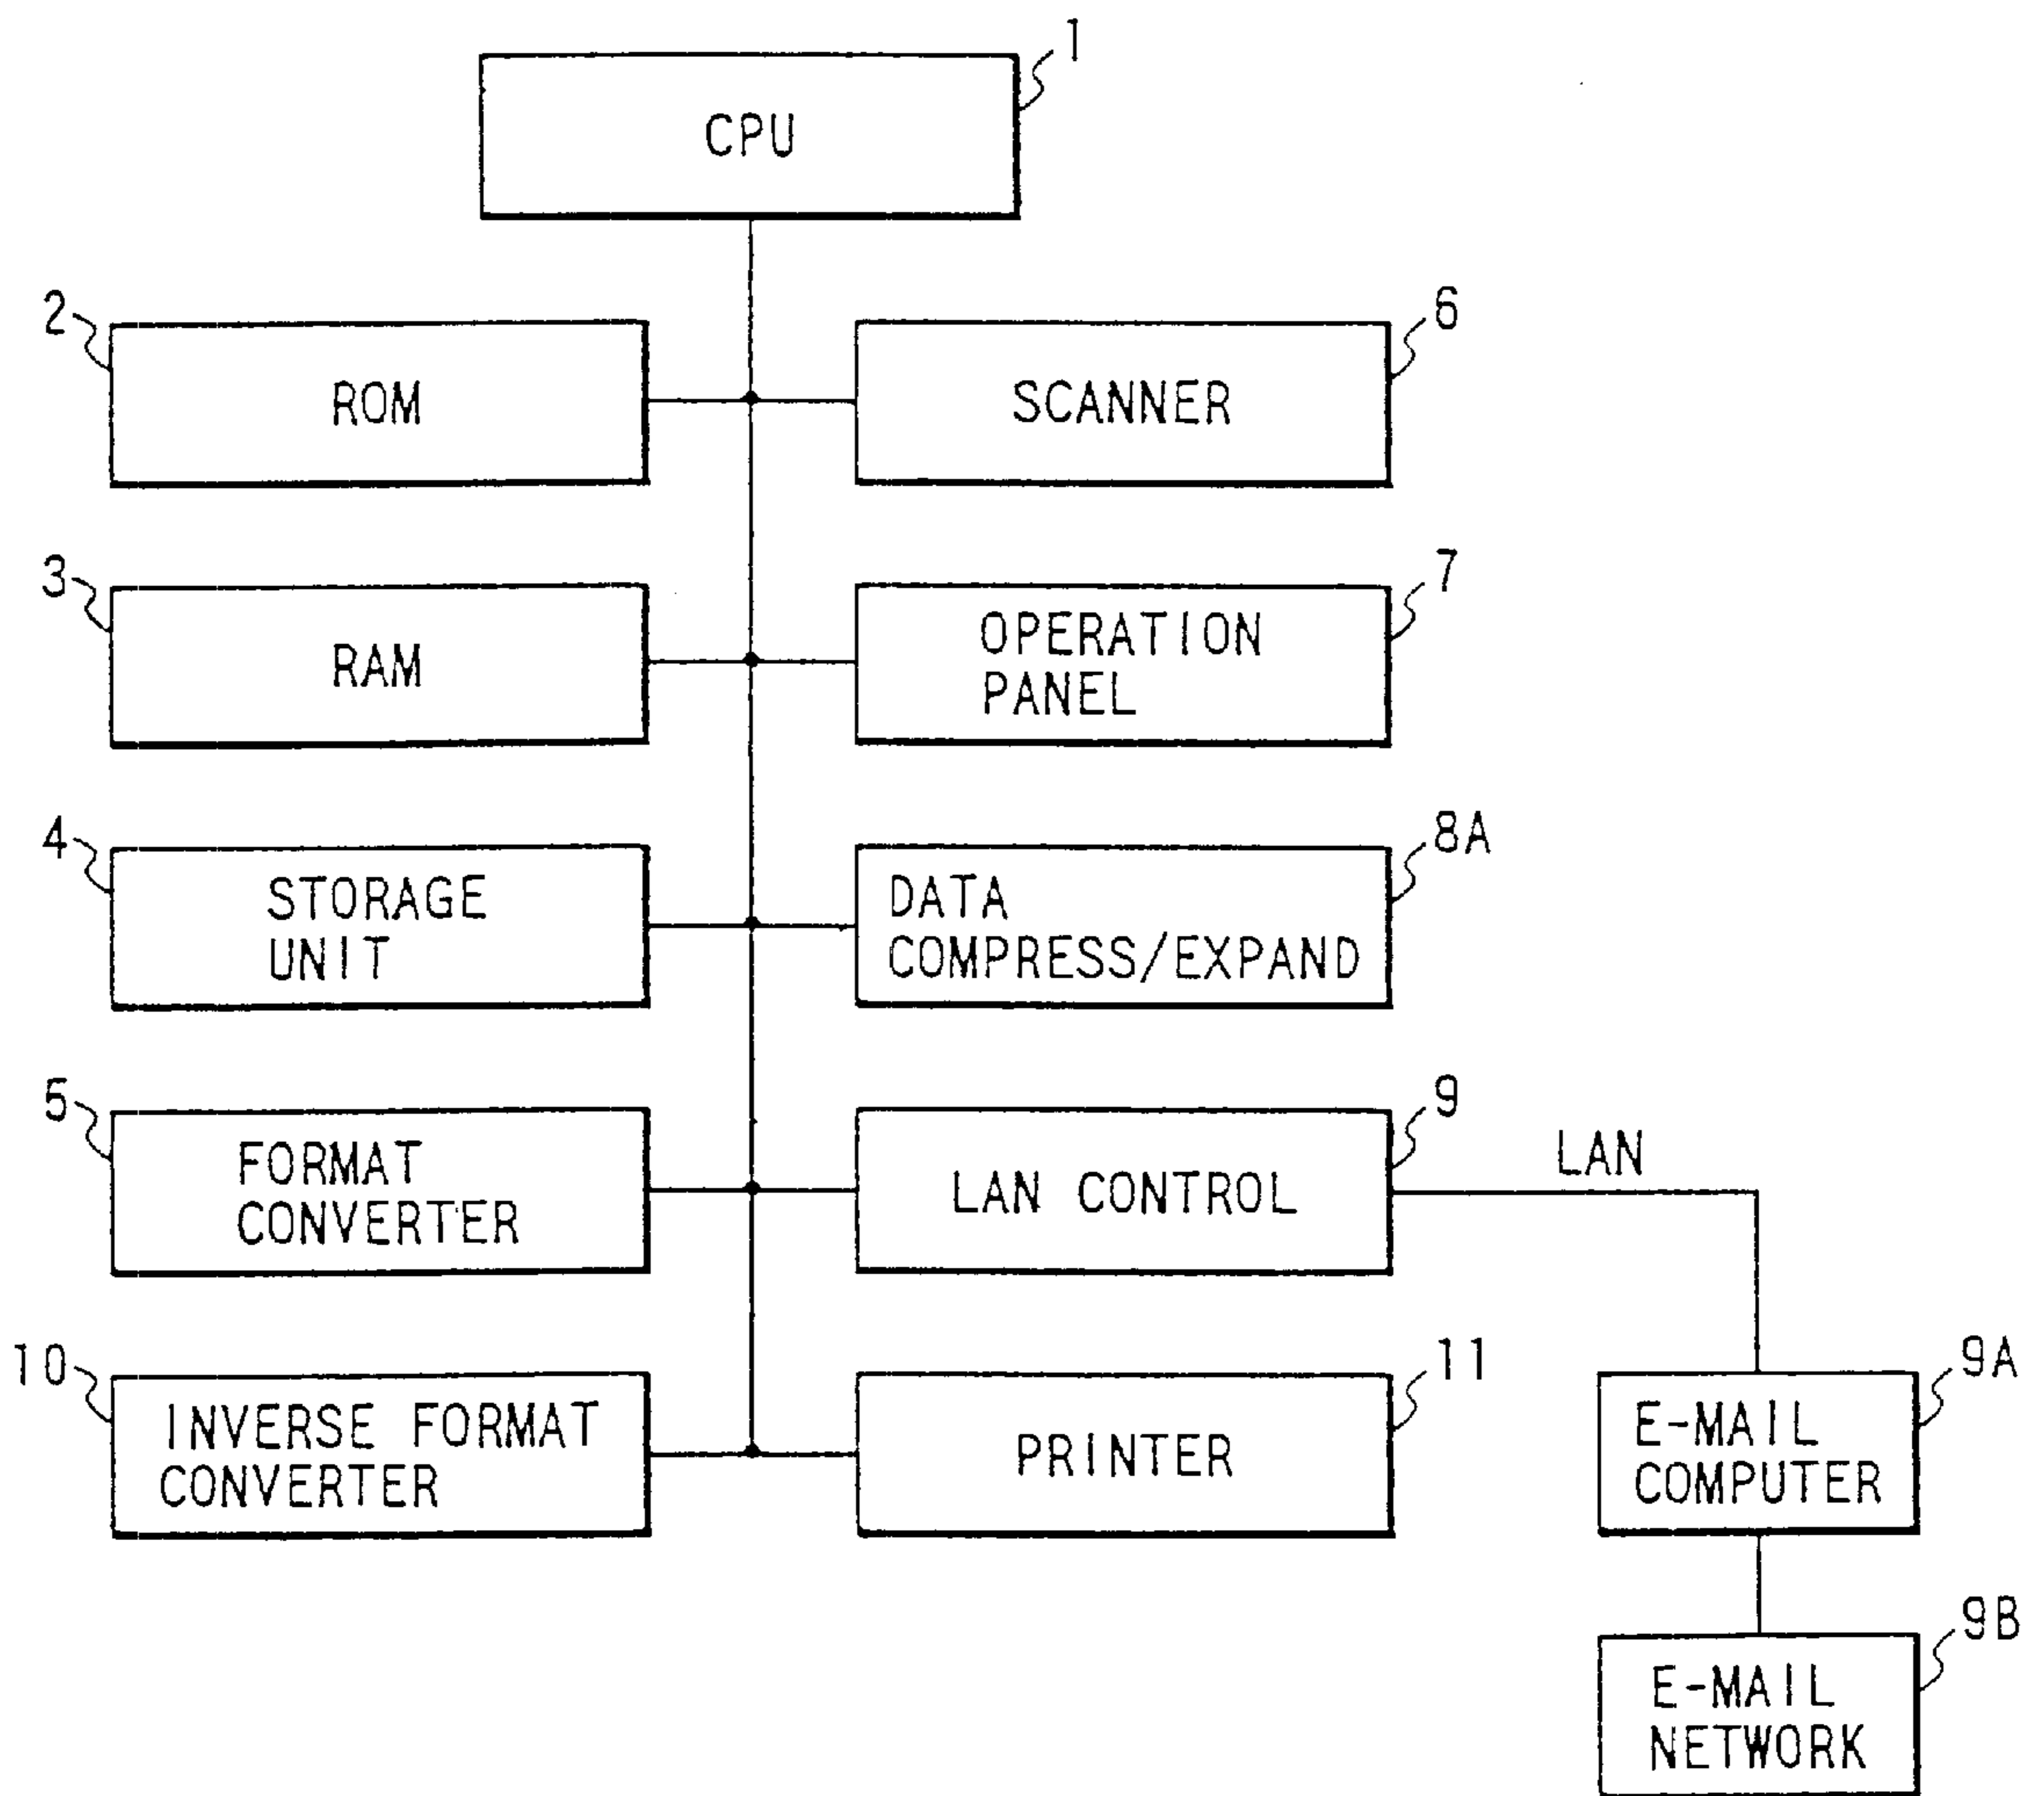 1
CPU
2
ROM
6
SCANNER
3
RAM
7
OPERATION
PANEL
4
STORAGE
UNIT
8A
DATA
COMPRESS/EXPAND
5
FORMAT
CONVERTER
9
LAN CONTROL
LAN
10
INVERSE FORMAT
CONVERTER
11
PRINTER
9A
E-MAIL
COMPUTER
9B
E-MAIL
NETWORK